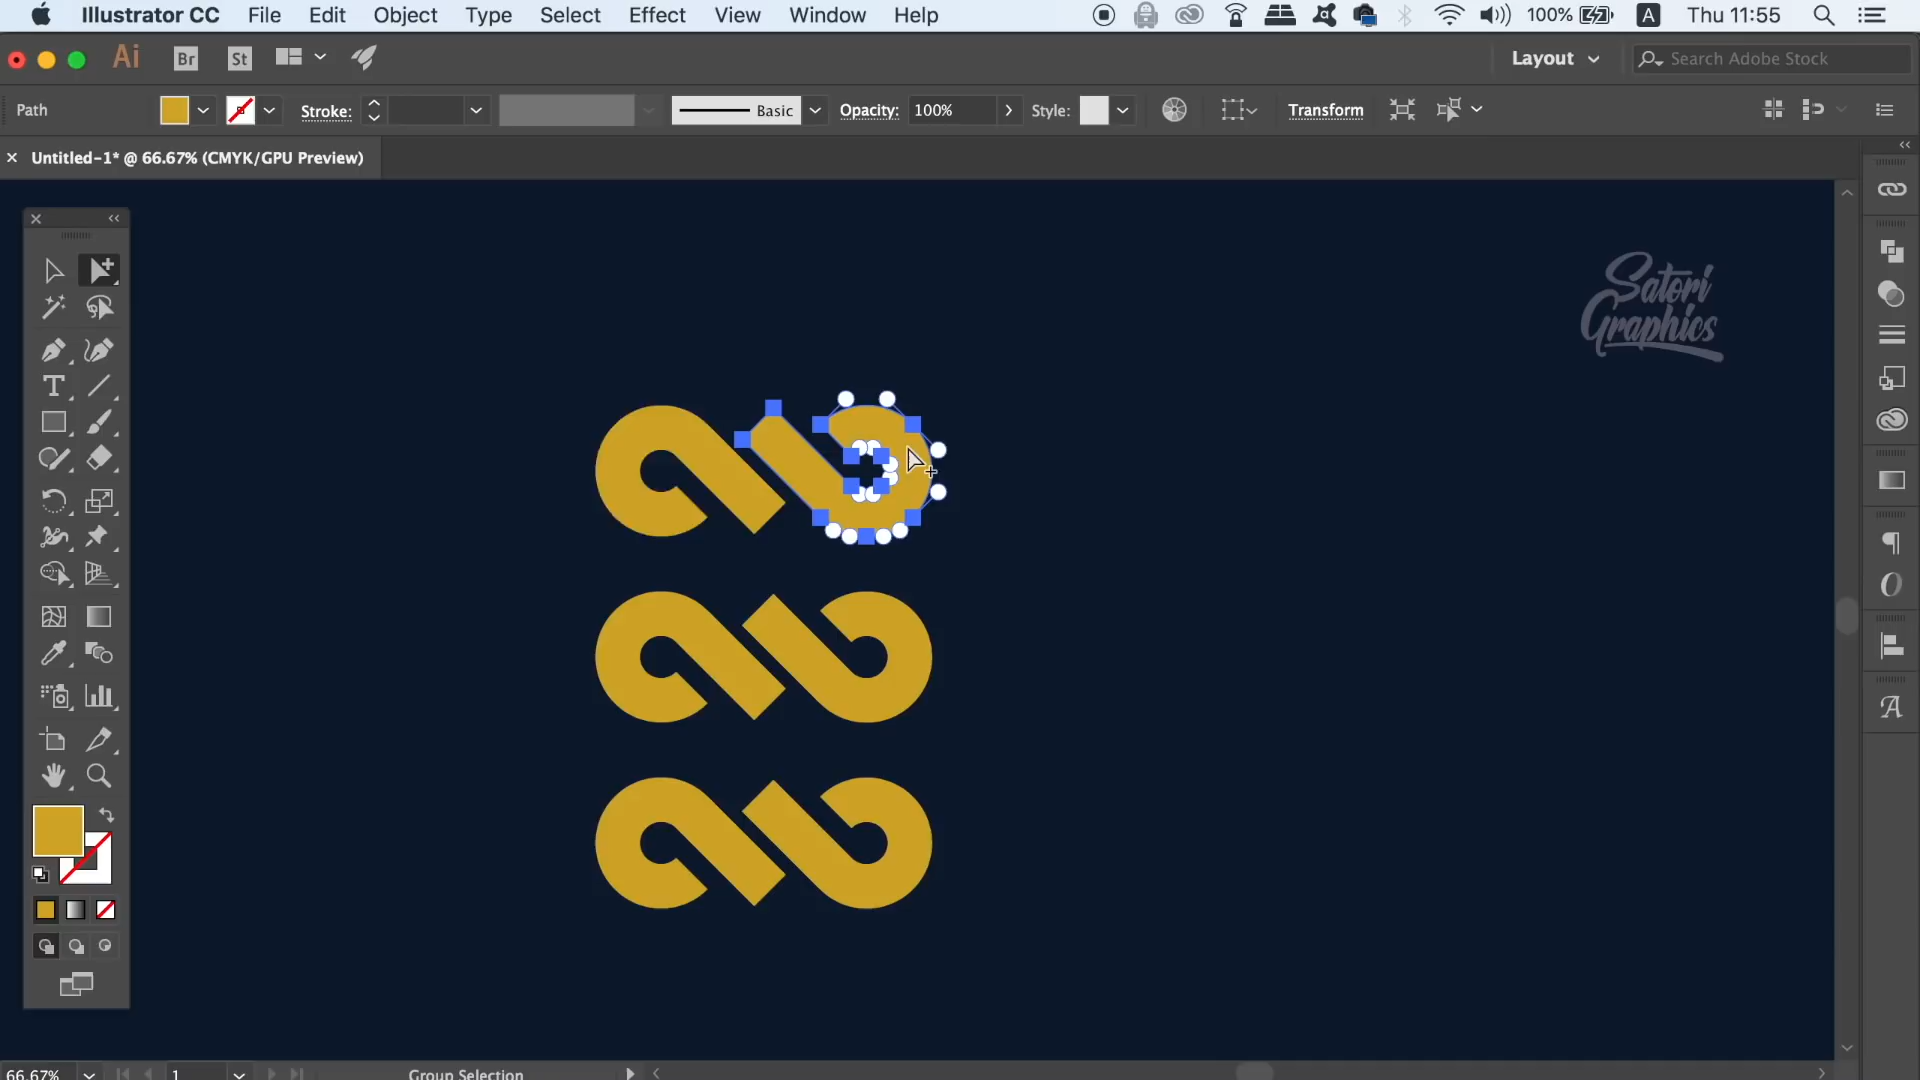 Illustrator CC File Edit Object Type Select Effect View Window Help 100% A Thu 11:55
Ai Br St Layout Search Adobe Stock
Path Stroke: Basic Opacity: 100% Style: Transform
× Untitled-1* @ 66.67% (CMYK/GPU Preview)
Satori
Graphics
T
66.67% 1 Group Selection